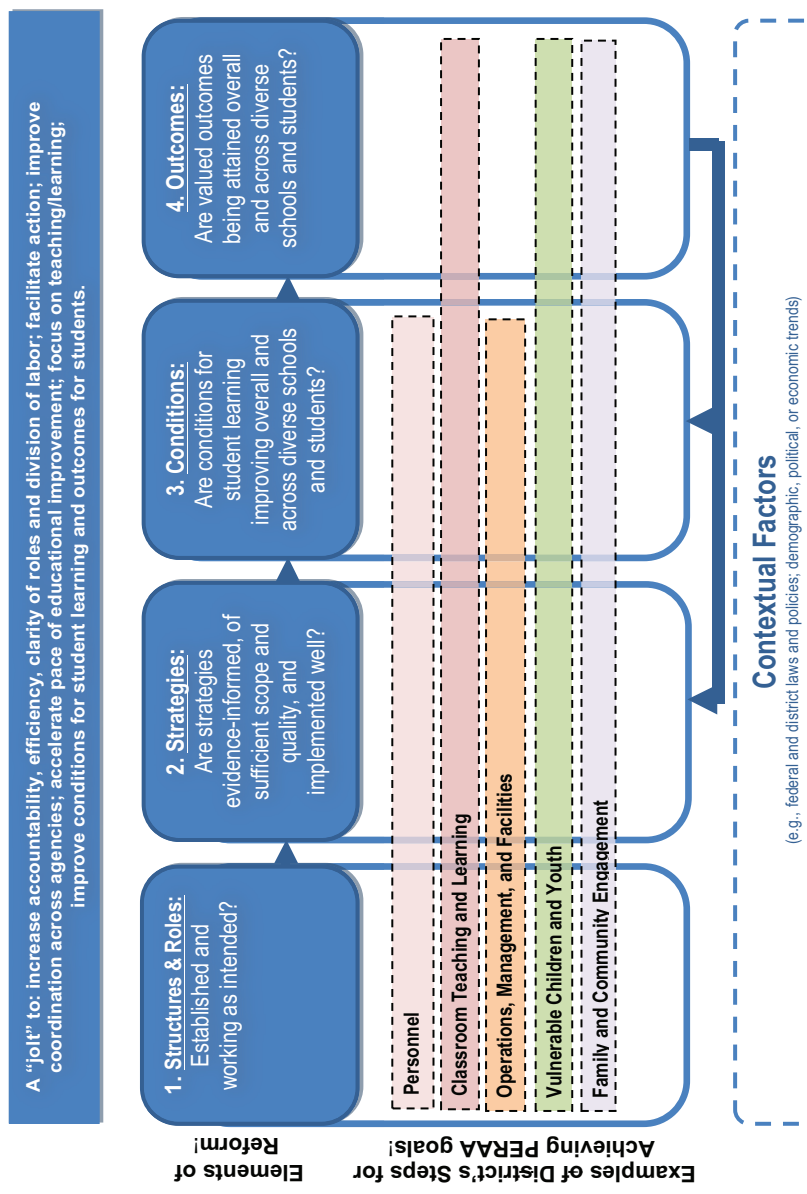 A “jolt” to: increase accountability, efficiency, clarity of roles and division of labor; facilitate action; improve
coordination across agencies; accelerate pace of educational improvement; focus on teaching/learning;
improve conditions for student learning and outcomes for students.
Elements of
Reform!
1. Structures & Roles:
Established and
working as intended?
2. Strategies:
Are strategies
evidence-informed, of
sufficient scope and
quality, and
implemented well?
3. Conditions:
Are conditions for
student learning
improving overall and
across diverse schools
and students?
4. Outcomes:
Are valued outcomes
being attained overall
and across diverse
schools and students?
Examples of District’s Steps for
Achieving PERAA goals!
Personnel
Classroom Teaching and Learning
Operations, Management, and Facilities
Vulnerable Children and Youth
Family and Community Engagement
Contextual Factors
(e.g., federal and district laws and policies; demographic, political, or economic trends)